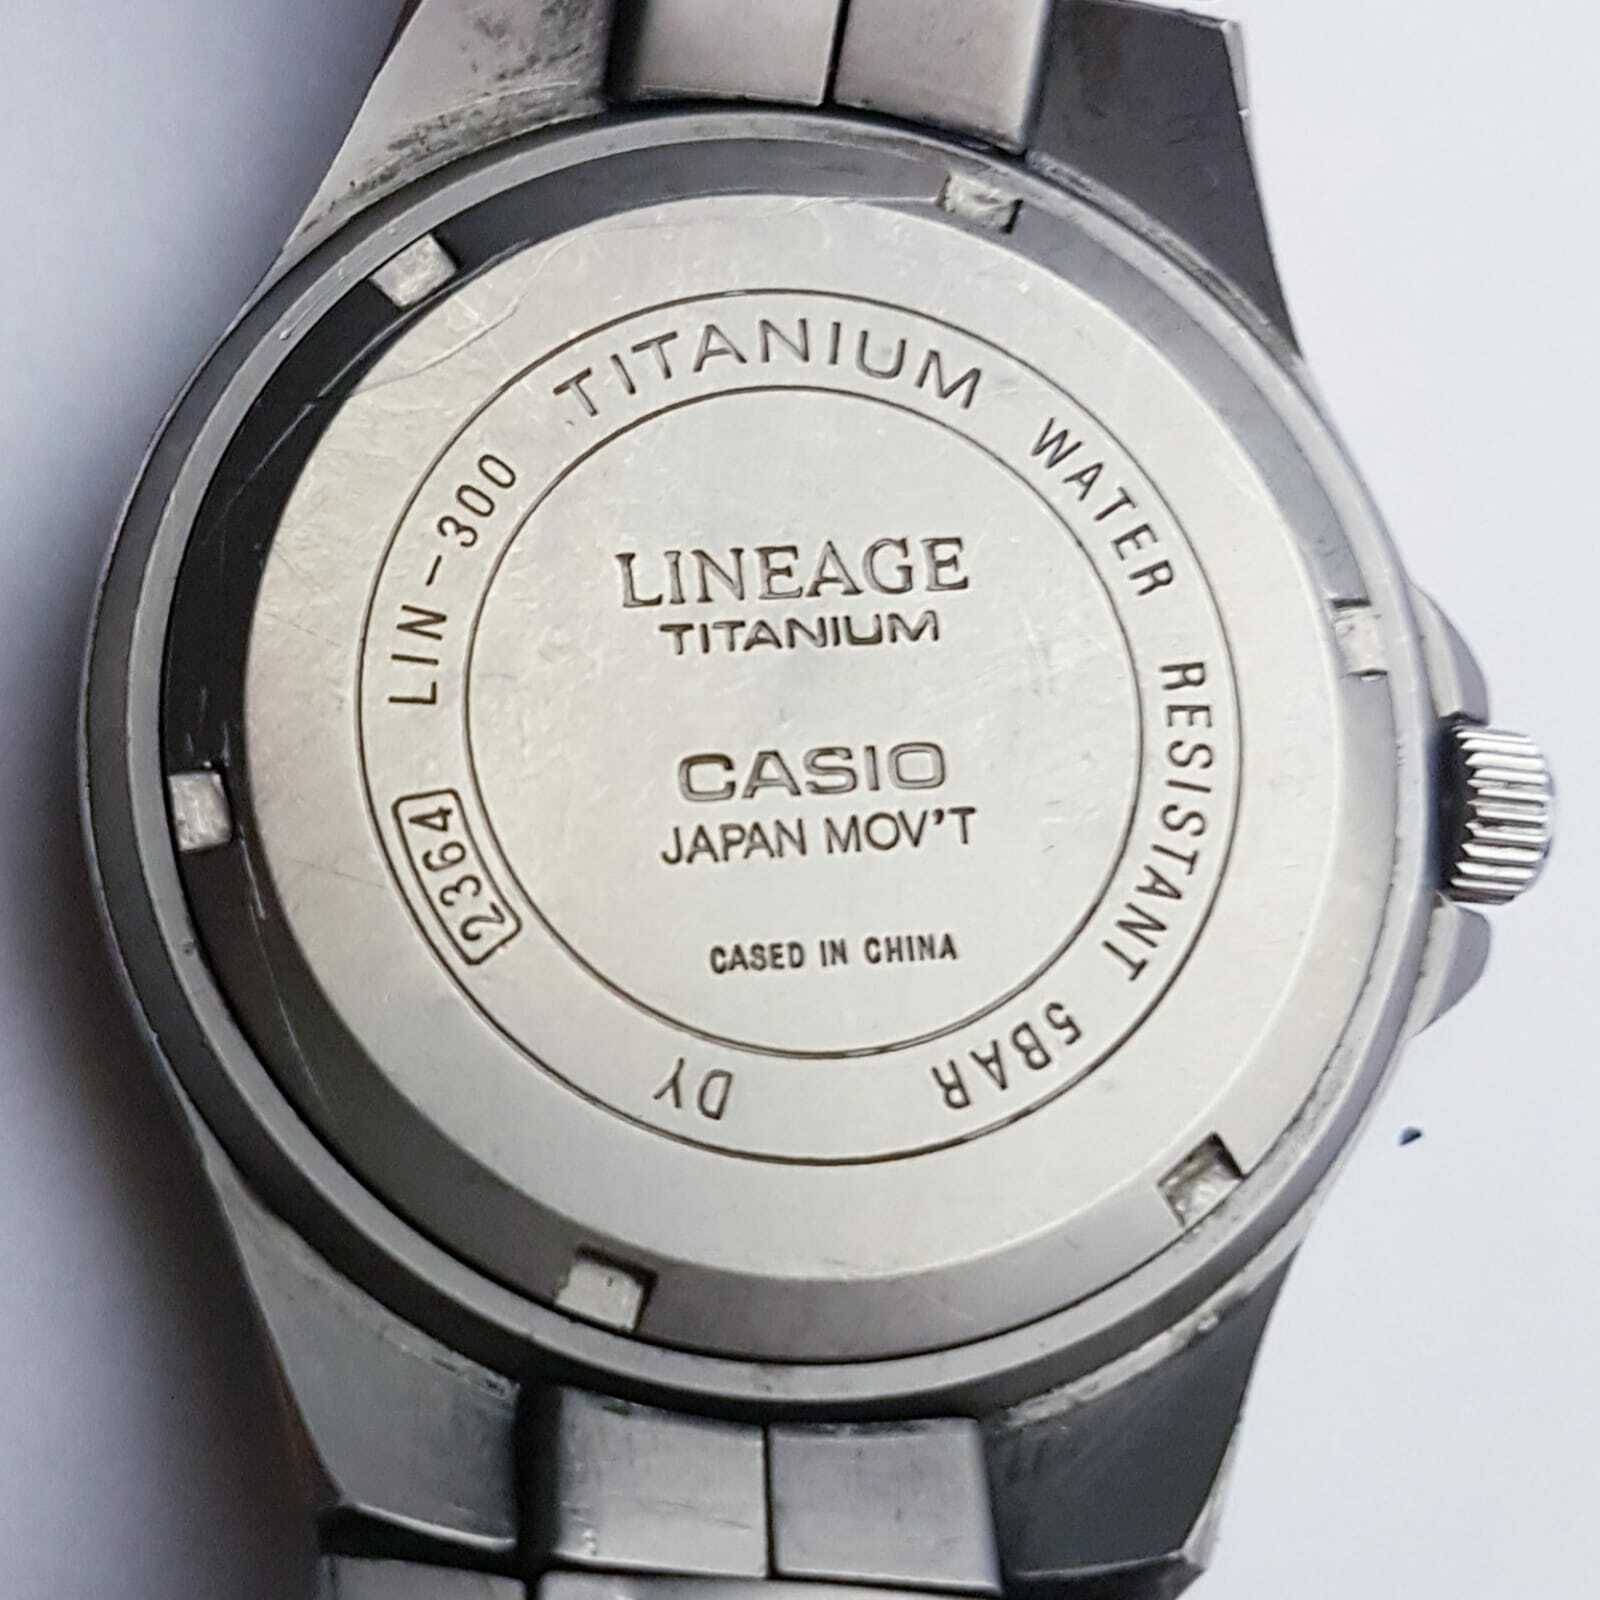 LINEAGE
TITANIUM
CASIO
JAPAN MOV'T
CASED IN CHINA
2364 LIN-300 TITANIUM WATER RESISTANT 5BAR DY